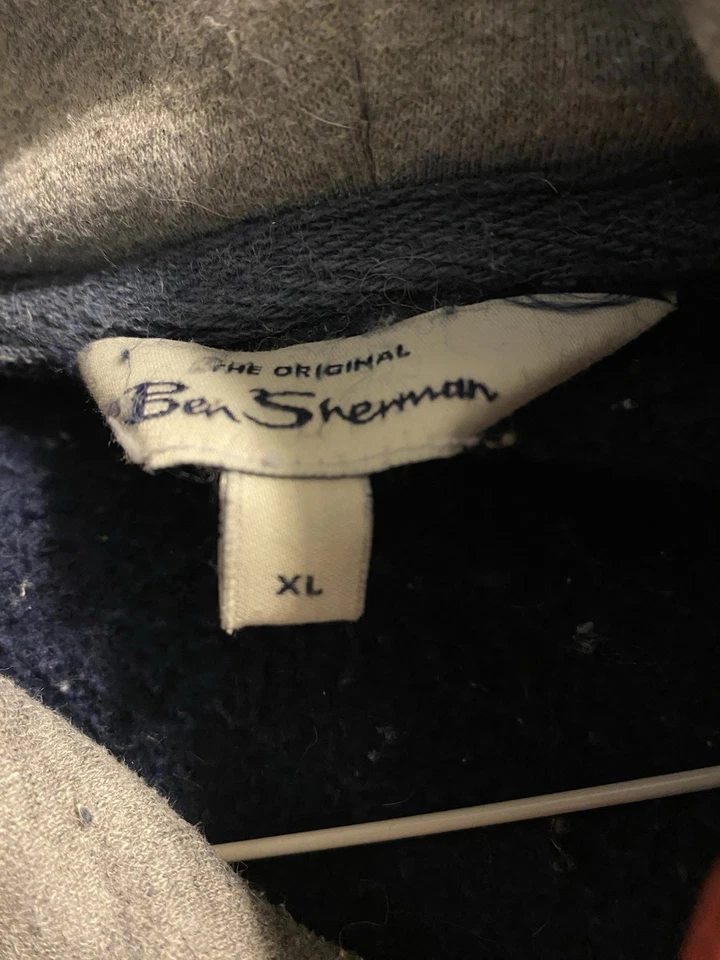 THE ORIGINAL
Ben Sherman
XL